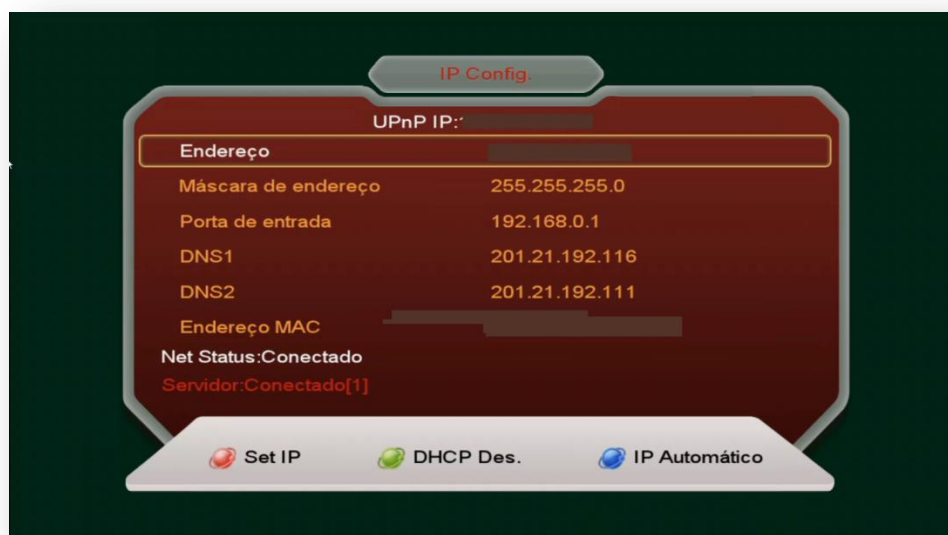 IP Config.
UPnP IP:
Endereço
Máscara de endereço 255.255.255.0
Porta de entrada 192.168.0.1
DNS1 201.21.192.116
DNS2 201.21.192.111
Endereço MAC
Net Status:Conectado
Servidor:Conectado[1]
Set IP DHCP Des. IP Automático